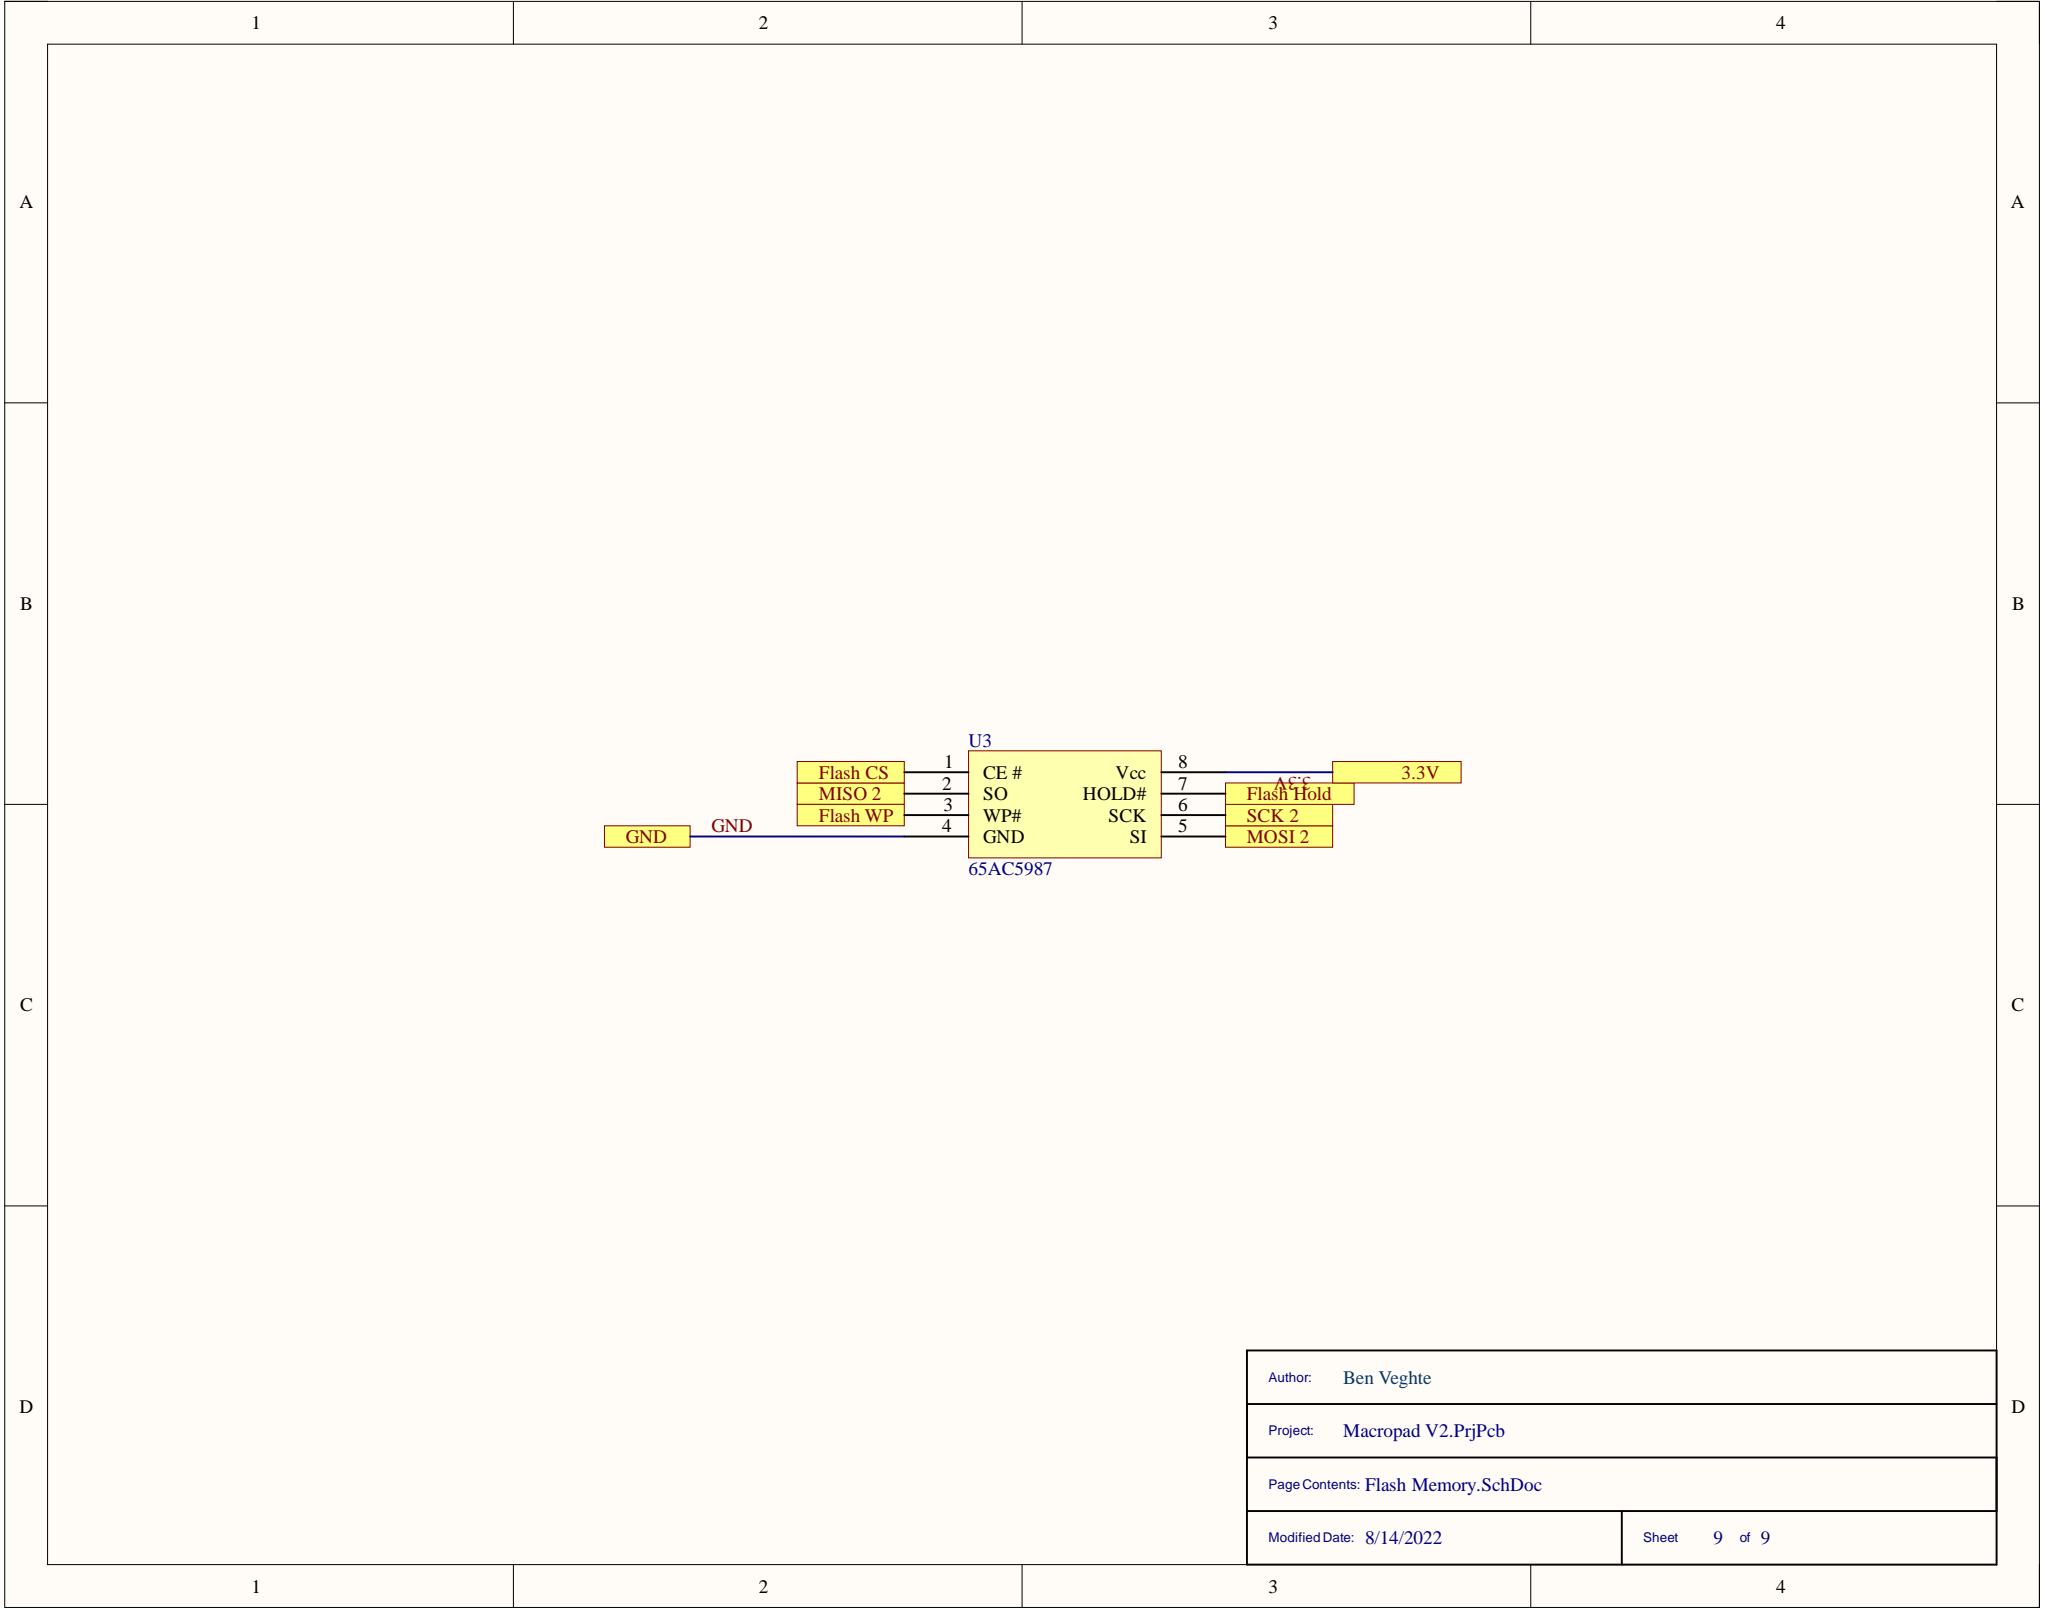 1 2 3 4
A A
B B
U3
Flash CS 1 CE # Vcc 8 3.3V
3.3V
MISO 2 2 SO HOLD# 7 Flash Hold
Flash WP 3 WP# SCK 6 SCK 2
GND GND 4 GND SI 5 MOSI 2
65AC5987
C C
Author: Ben Veghte
D D
Project: Macropad V2.PrjPcb
Page Contents: Flash Memory.SchDoc
Modified Date: 8/14/2022 Sheet 9 of 9
1 2 3 4